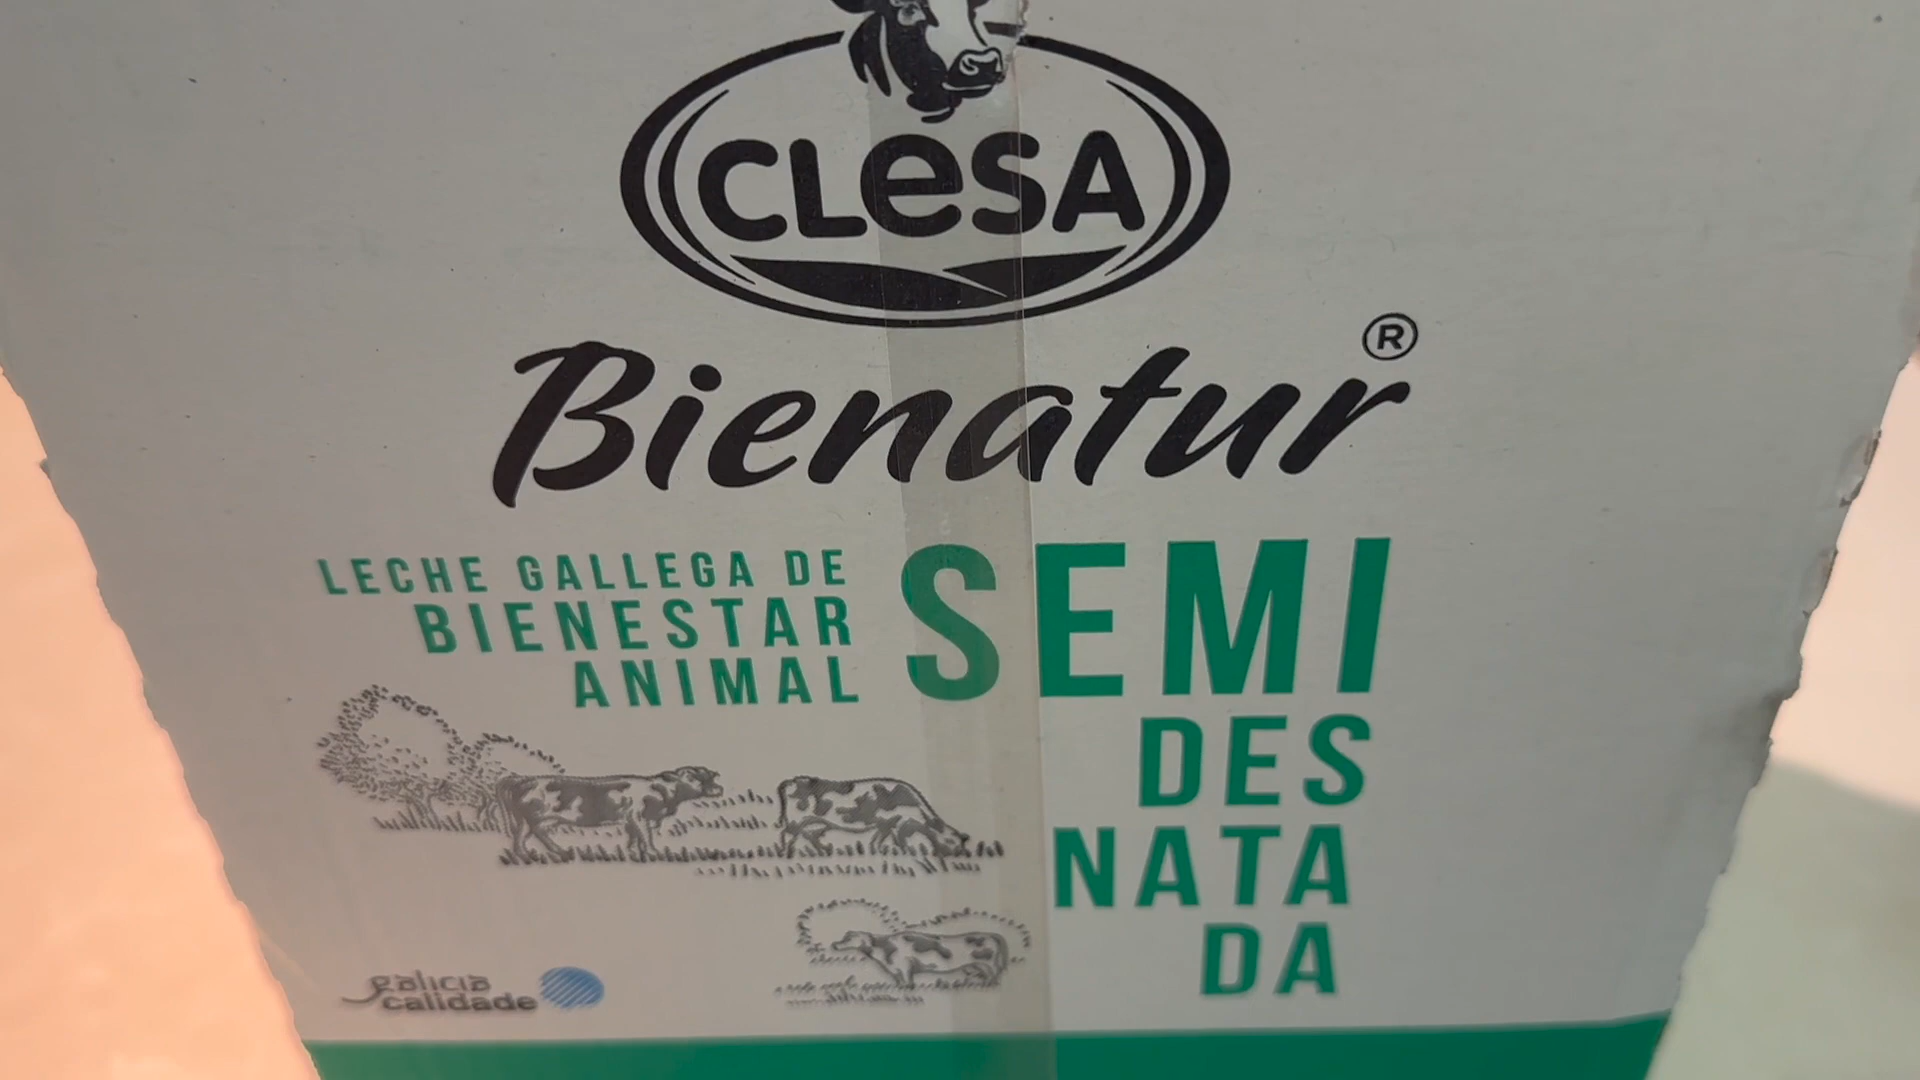 CLeSA
Bienatur®
LECHE GALLEGA DE
BIENESTAR
ANIMAL
SEMI
DES
NATA
DA
galicia
calidade